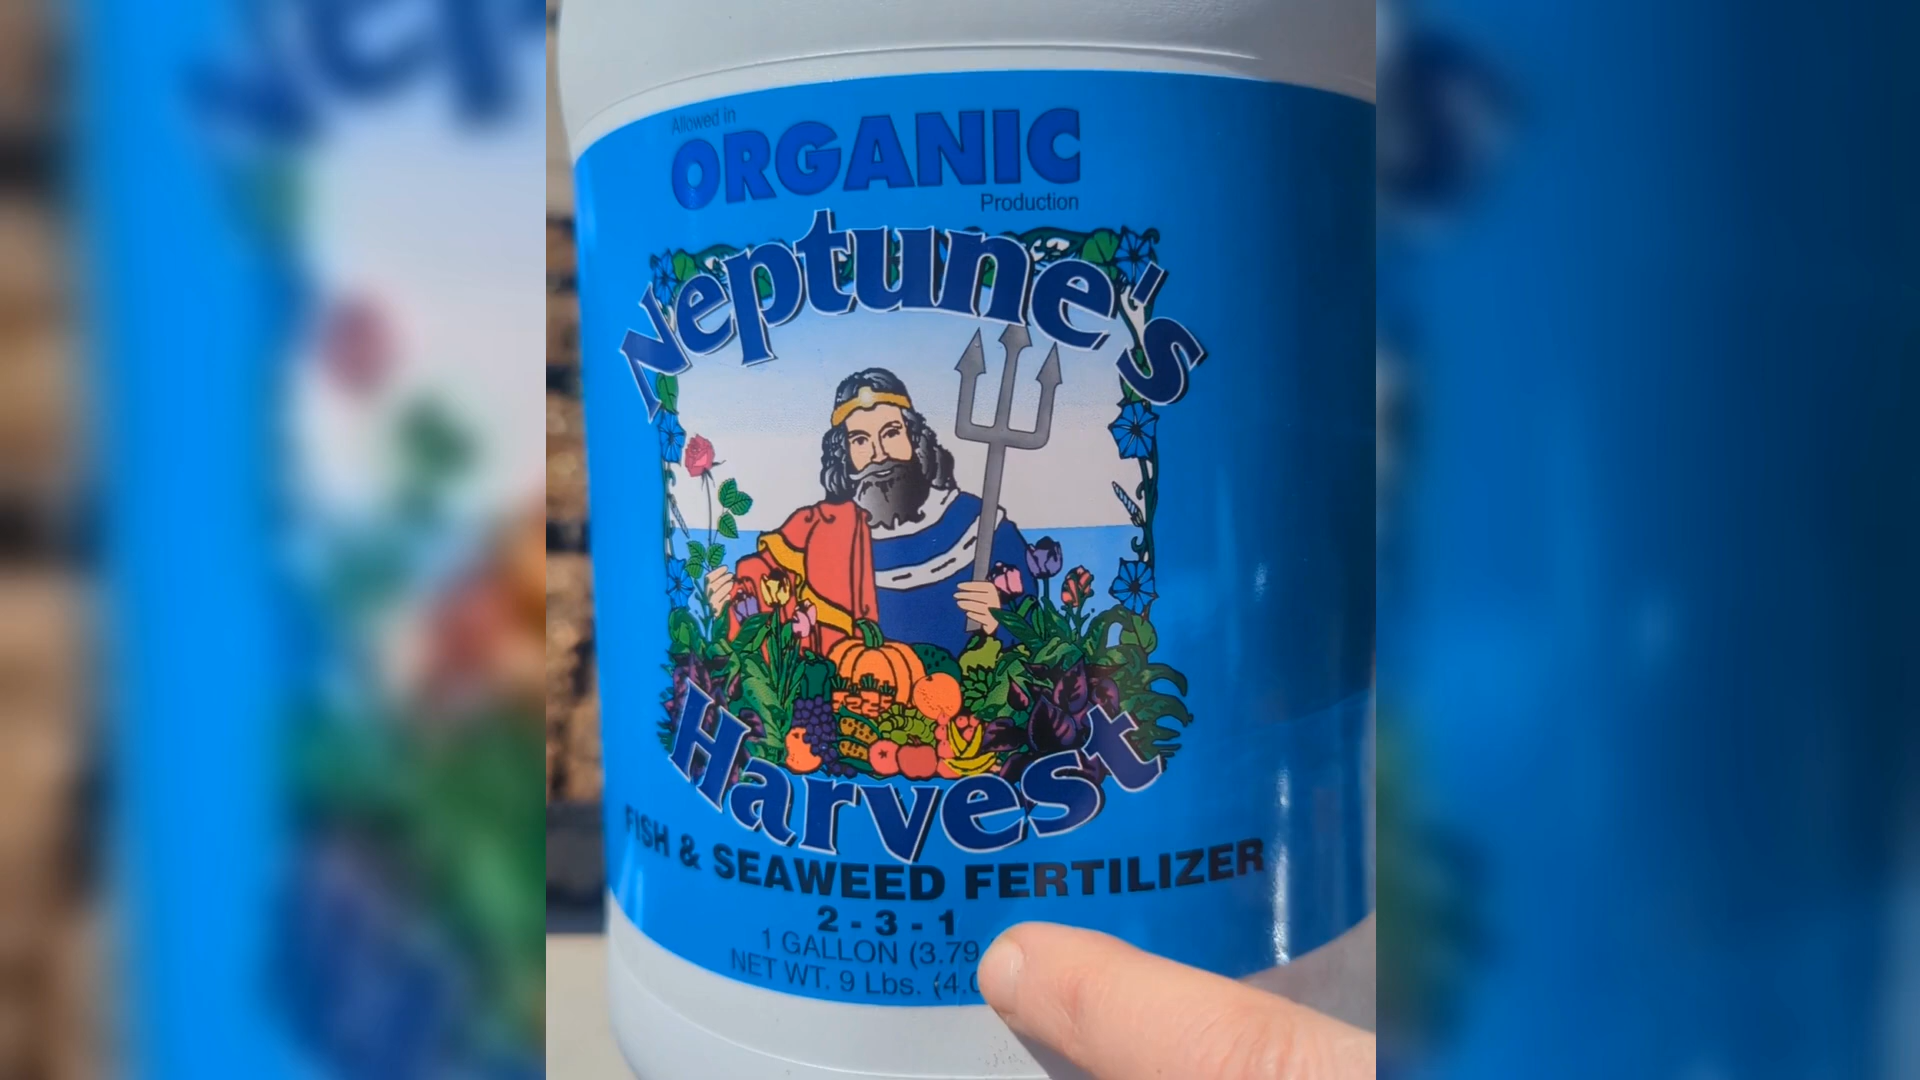 Allowed in
ORGANIC
Production
Neptune's
Harvest
FISH & SEAWEED FERTILIZER
2 - 3 - 1
1 GALLON (3.79
NET WT. 9 Lbs. (4.0